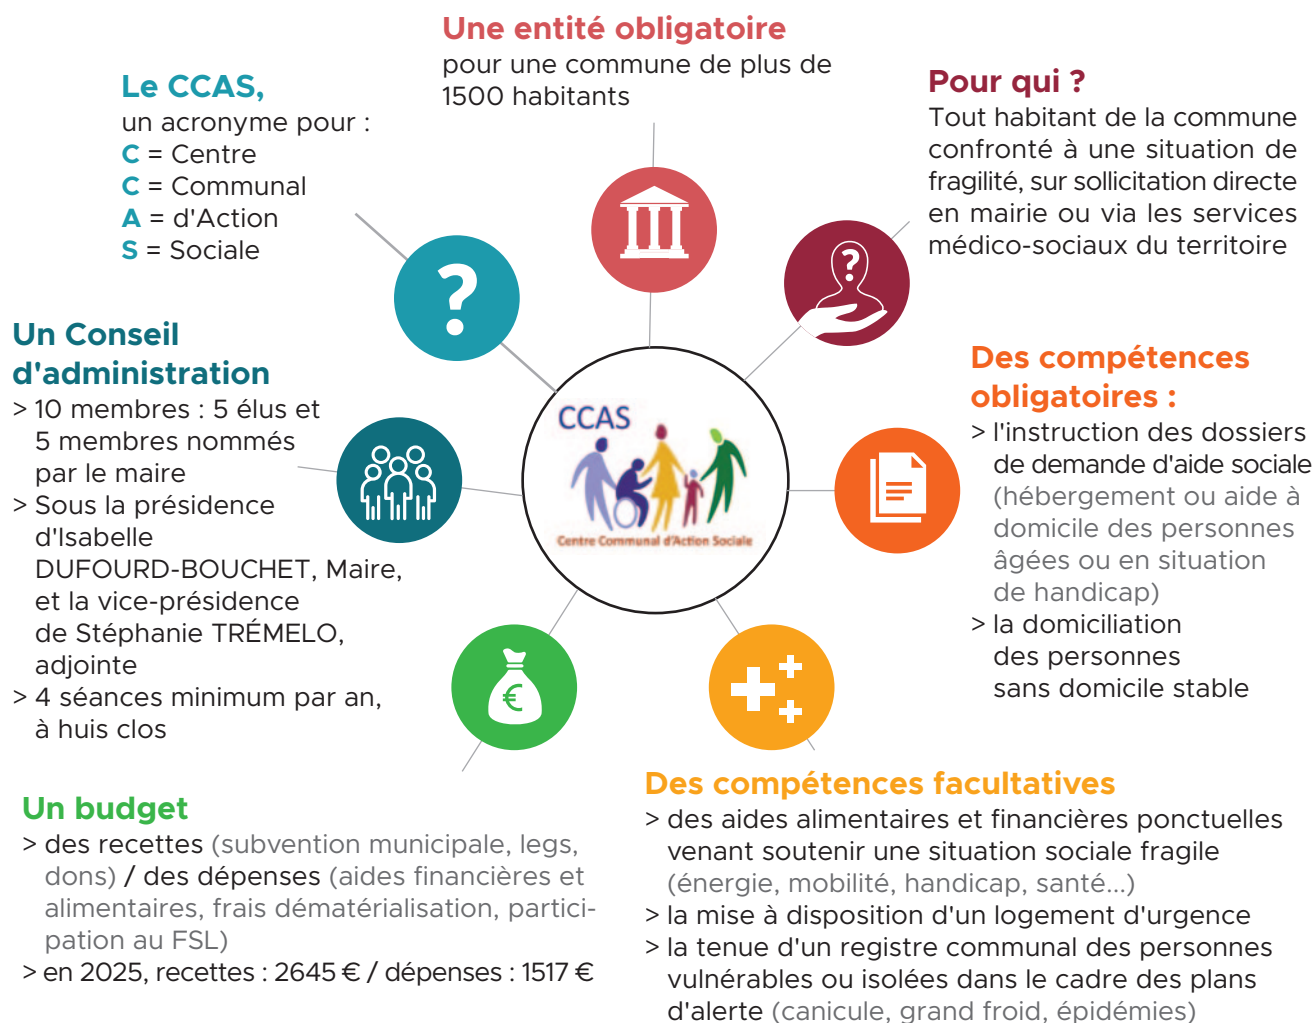 Une entité obligatoire
pour une commune de plus de
1500 habitants
Le CCAS,
un acronyme pour :
C = Centre
C = Communal
A = d'Action
S = Sociale
Pour qui ?
Tout habitant de la commune
confronté à une situation de
fragilité, sur sollicitation directe
en mairie ou via les services
médico-sociaux du territoire
?
?
Un Conseil
d'administration
> 10 membres : 5 élus et
5 membres nommés
par le maire
> Sous la présidence
d'Isabelle
DUFOURD-BOUCHET, Maire,
et la vice-présidence
de Stéphanie TRÉMELO,
adjointe
> 4 séances minimum par an,
à huis clos
CCAS
Centre Communal d'Action Sociale
Des compétences
obligatoires :
> l'instruction des dossiers
de demande d'aide sociale
(hébergement ou aide à
domicile des personnes
âgées ou en situation
de handicap)
> la domiciliation
des personnes
sans domicile stable
€
Un budget
> des recettes (subvention municipale, legs,
dons) / des dépenses (aides financières et
alimentaires, frais dématérialisation, partici-
pation au FSL)
> en 2025, recettes : 2645 € / dépenses : 1517 €
Des compétences facultatives
> des aides alimentaires et financières ponctuelles
venant soutenir une situation sociale fragile
(énergie, mobilité, handicap, santé...)
> la mise à disposition d'un logement d'urgence
> la tenue d'un registre communal des personnes
vulnérables ou isolées dans le cadre des plans
d'alerte (canicule, grand froid, épidémies)